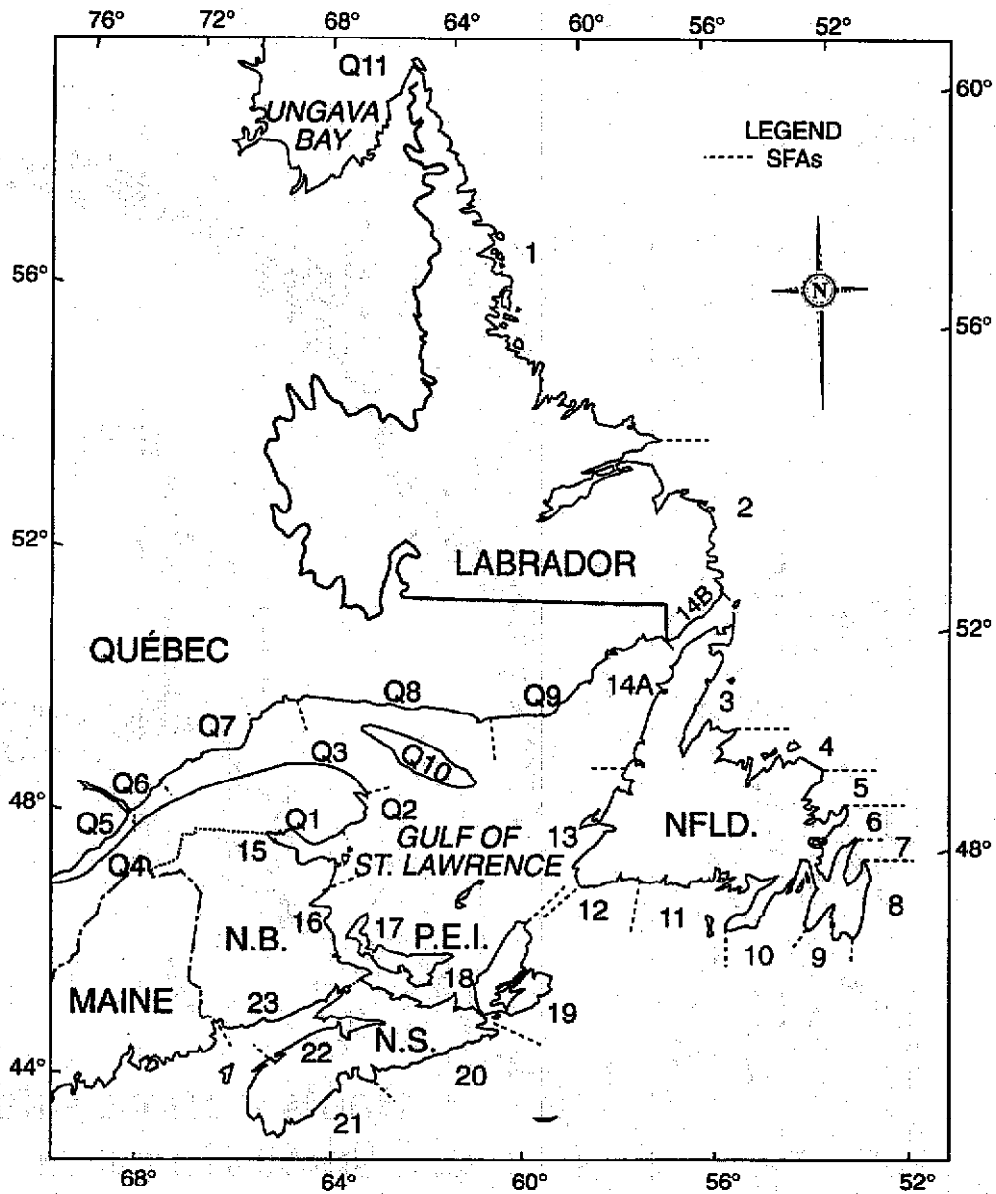 76° 72° 68° 64° 60° 56° 52°
Q11
60°
UNGAVA
BAY
LEGEND
SFAs
1
N
56°
56°
2
52°
LABRADOR
14B
52°
QUÉBEC
14A
Q8
Q9
3
Q7
Q3
Q10
4
Q6
5
48°
Q2
Q5
Q1
GULF OF
ST. LAWRENCE
13
NFLD.
6
15
7
48°
Q4
12
11
8
16
17
N.B.
P.E.I.
10
9
18
MAINE
23
19
22
N.S.
44°
20
44°
21
68° 64° 60° 56° 52°